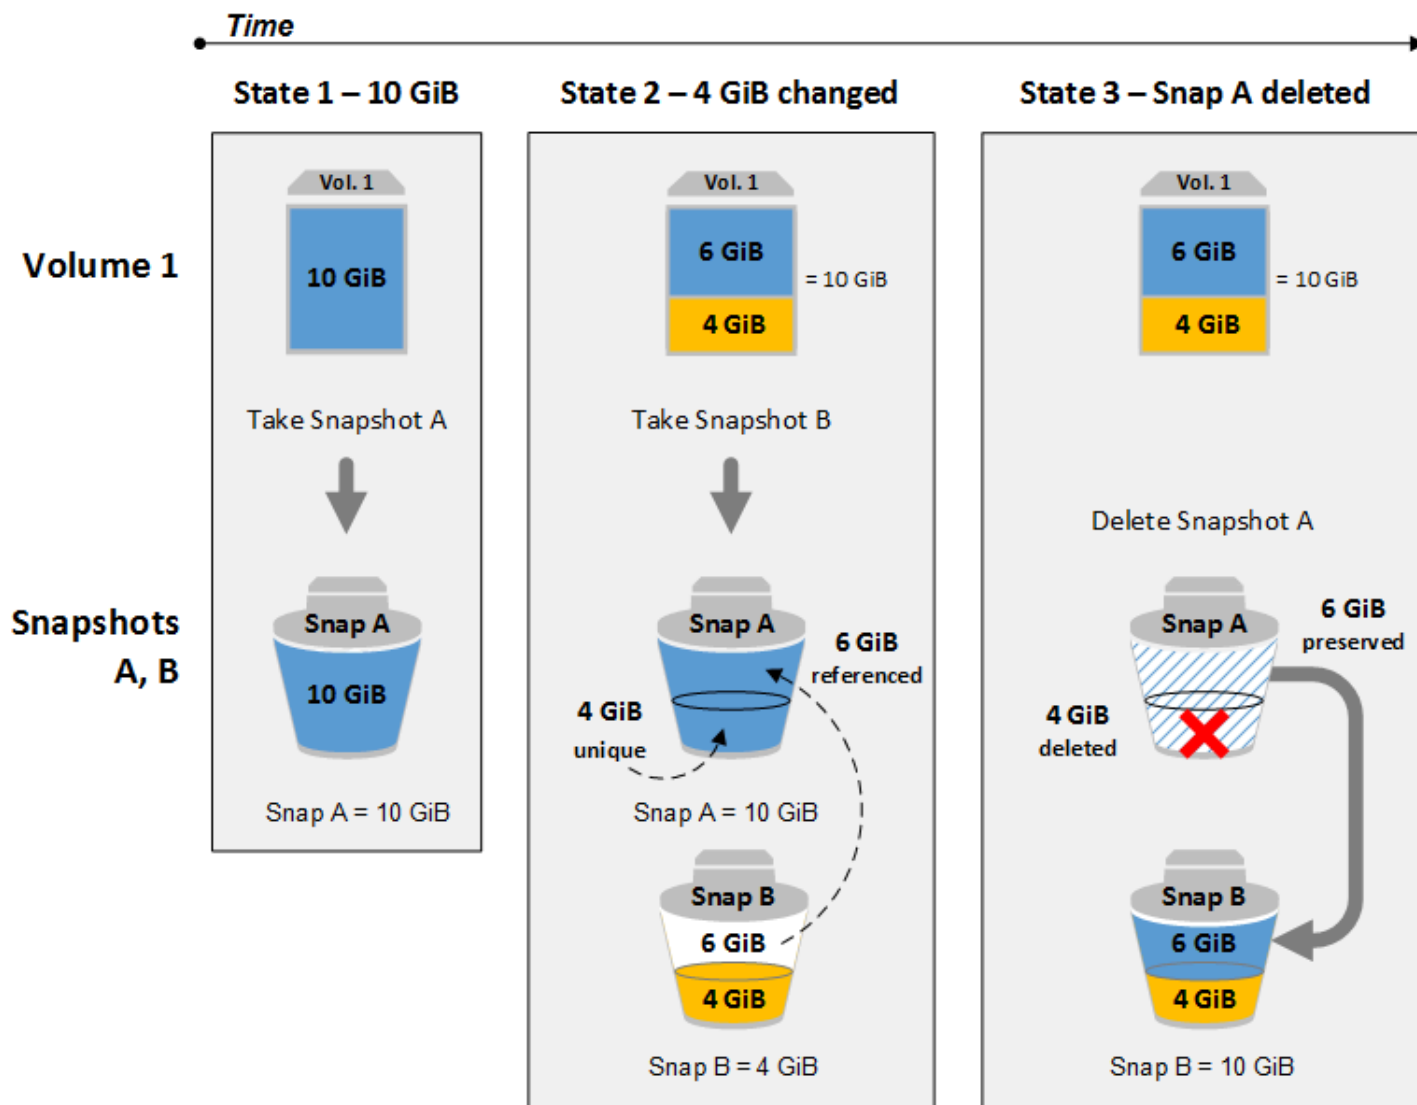 Time
State 1 – 10 GiB
State 2 – 4 GiB changed
State 3 – Snap A deleted
Volume 1
Vol. 1
10 GiB
Vol. 1
6 GiB
4 GiB
= 10 GiB
Vol. 1
6 GiB
4 GiB
= 10 GiB
Take Snapshot A
Take Snapshot B
Delete Snapshot A
Snapshots
A, B
Snap A
10 GiB
Snap A = 10 GiB
Snap A
6 GiB
referenced
4 GiB
unique
Snap A = 10 GiB
Snap B
6 GiB
4 GiB
Snap B = 4 GiB
Snap A
6 GiB
preserved
4 GiB
deleted
Snap B
6 GiB
4 GiB
Snap B = 10 GiB